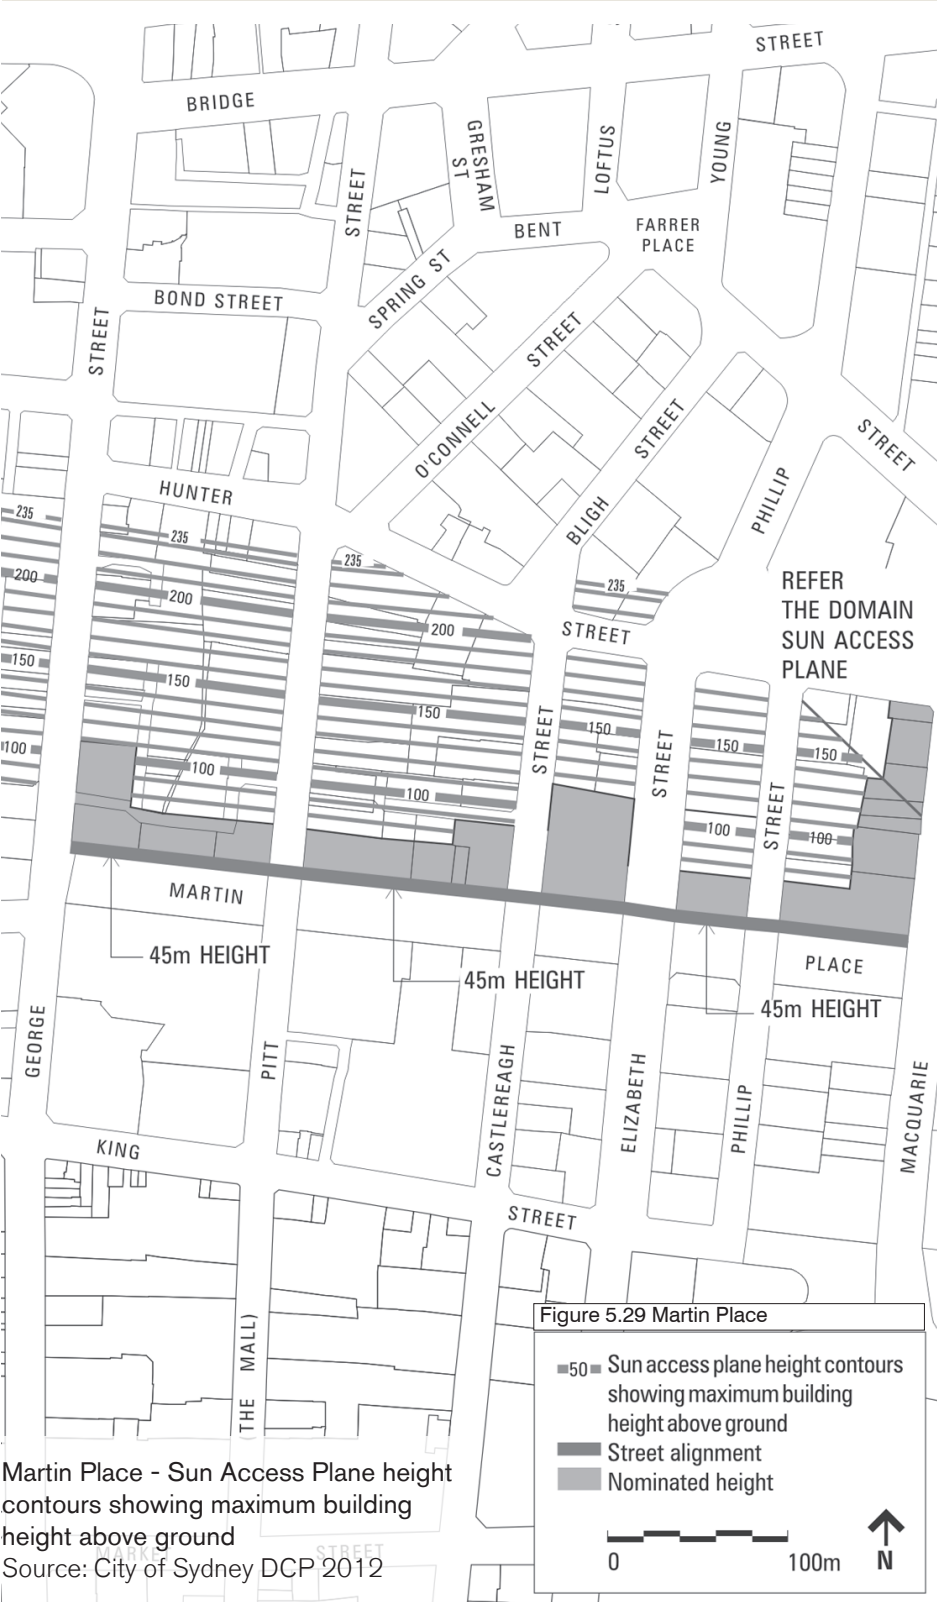 STREET
BRIDGE
GRESHAM
ST
LOFTUS
YOUNG
STREET
BENT
FARRER
PLACE
SPRING ST
BOND STREET
STREET
STREET
O'CONNELL
STREET
BLIGH
STREET
PHILLIP
HUNTER
235
235
235
235
200
200
200
REFER
THE DOMAIN
SUN ACCESS
PLANE
STREET
150
150
150
150
150
150
STREET
STREET
STREET
100
100
100
100
100
MARTIN
PLACE
45m HEIGHT
45m HEIGHT
45m HEIGHT
GEORGE
PITT
CASTLEREAGH
ELIZABETH
PHILLIP
MACQUARIE
KING
STREET
(THE MALL)
MARKET STREET
Figure 5.29 Martin Place
50 Sun access plane height contours
showing maximum building
height above ground
Street alignment
Nominated height
0 100m
N
Martin Place - Sun Access Plane height
contours showing maximum building
height above ground
Source: City of Sydney DCP 2012